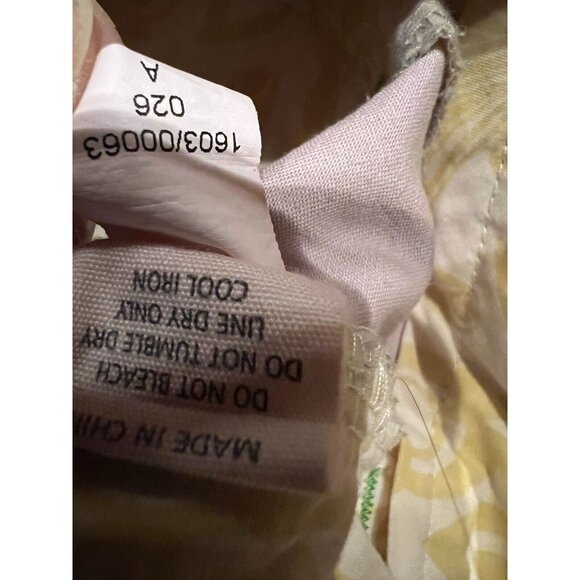 1603/00063
026
A
MADE IN CHIN
DO NOT BLEACH
DO NOT TUMBLE DRY
LINE DRY ONLY
COOL IRON